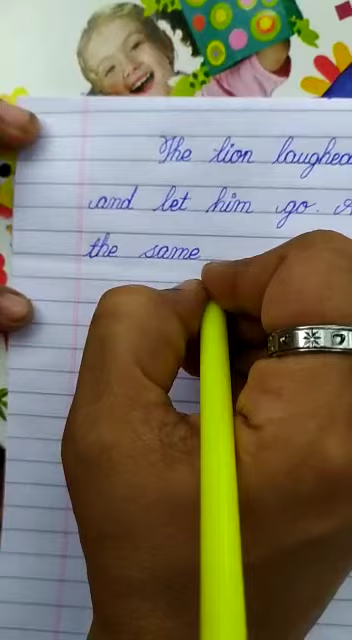 The lion laughed
and let him go.
the same